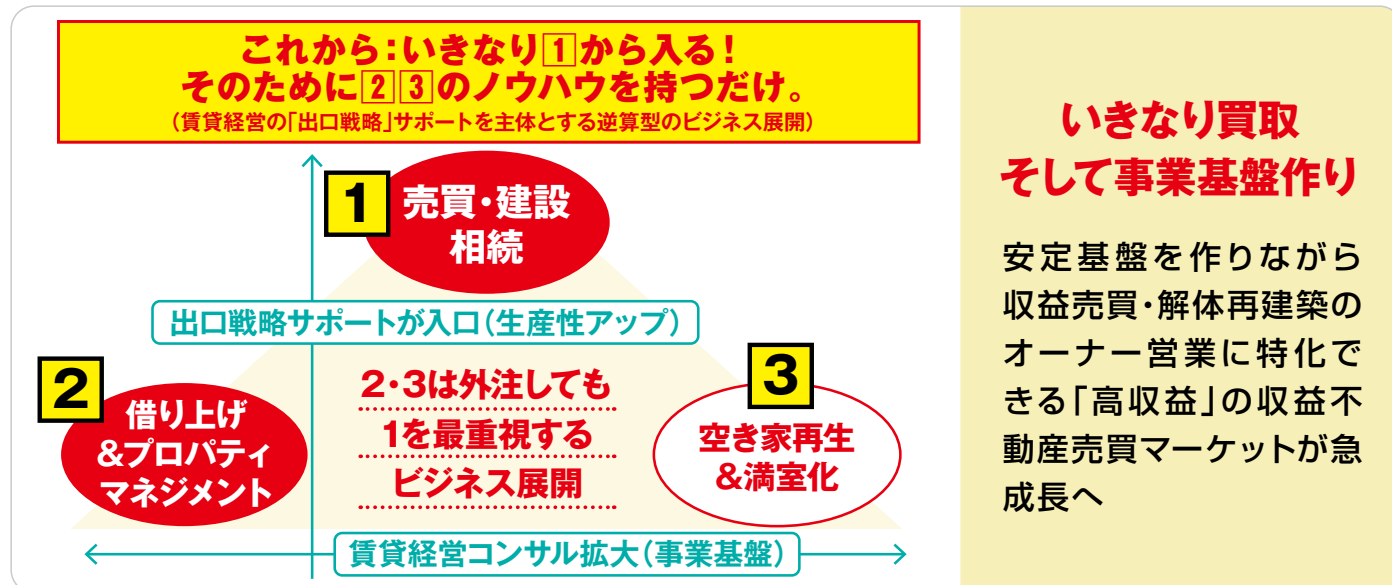 これから：いきなり1から入る！
そのために23のノウハウを持つだけ。
（賃貸経営の「出口戦略」サポートを主体とする逆算型のビジネス展開）
1
売買・建設
相続
出口戦略サポートが入口（生産性アップ）
2
借り上げ
＆プロパティ
マネジメント
2・3は外注しても
1を最重視する
ビジネス展開
3
空き家再生
＆満室化
賃貸経営コンサル拡大（事業基盤）
いきなり買取
そして事業基盤作り
安定基盤を作りながら
収益売買・解体再建築の
オーナー営業に特化で
きる「高収益」の収益不
動産売買マーケットが急
成長へ